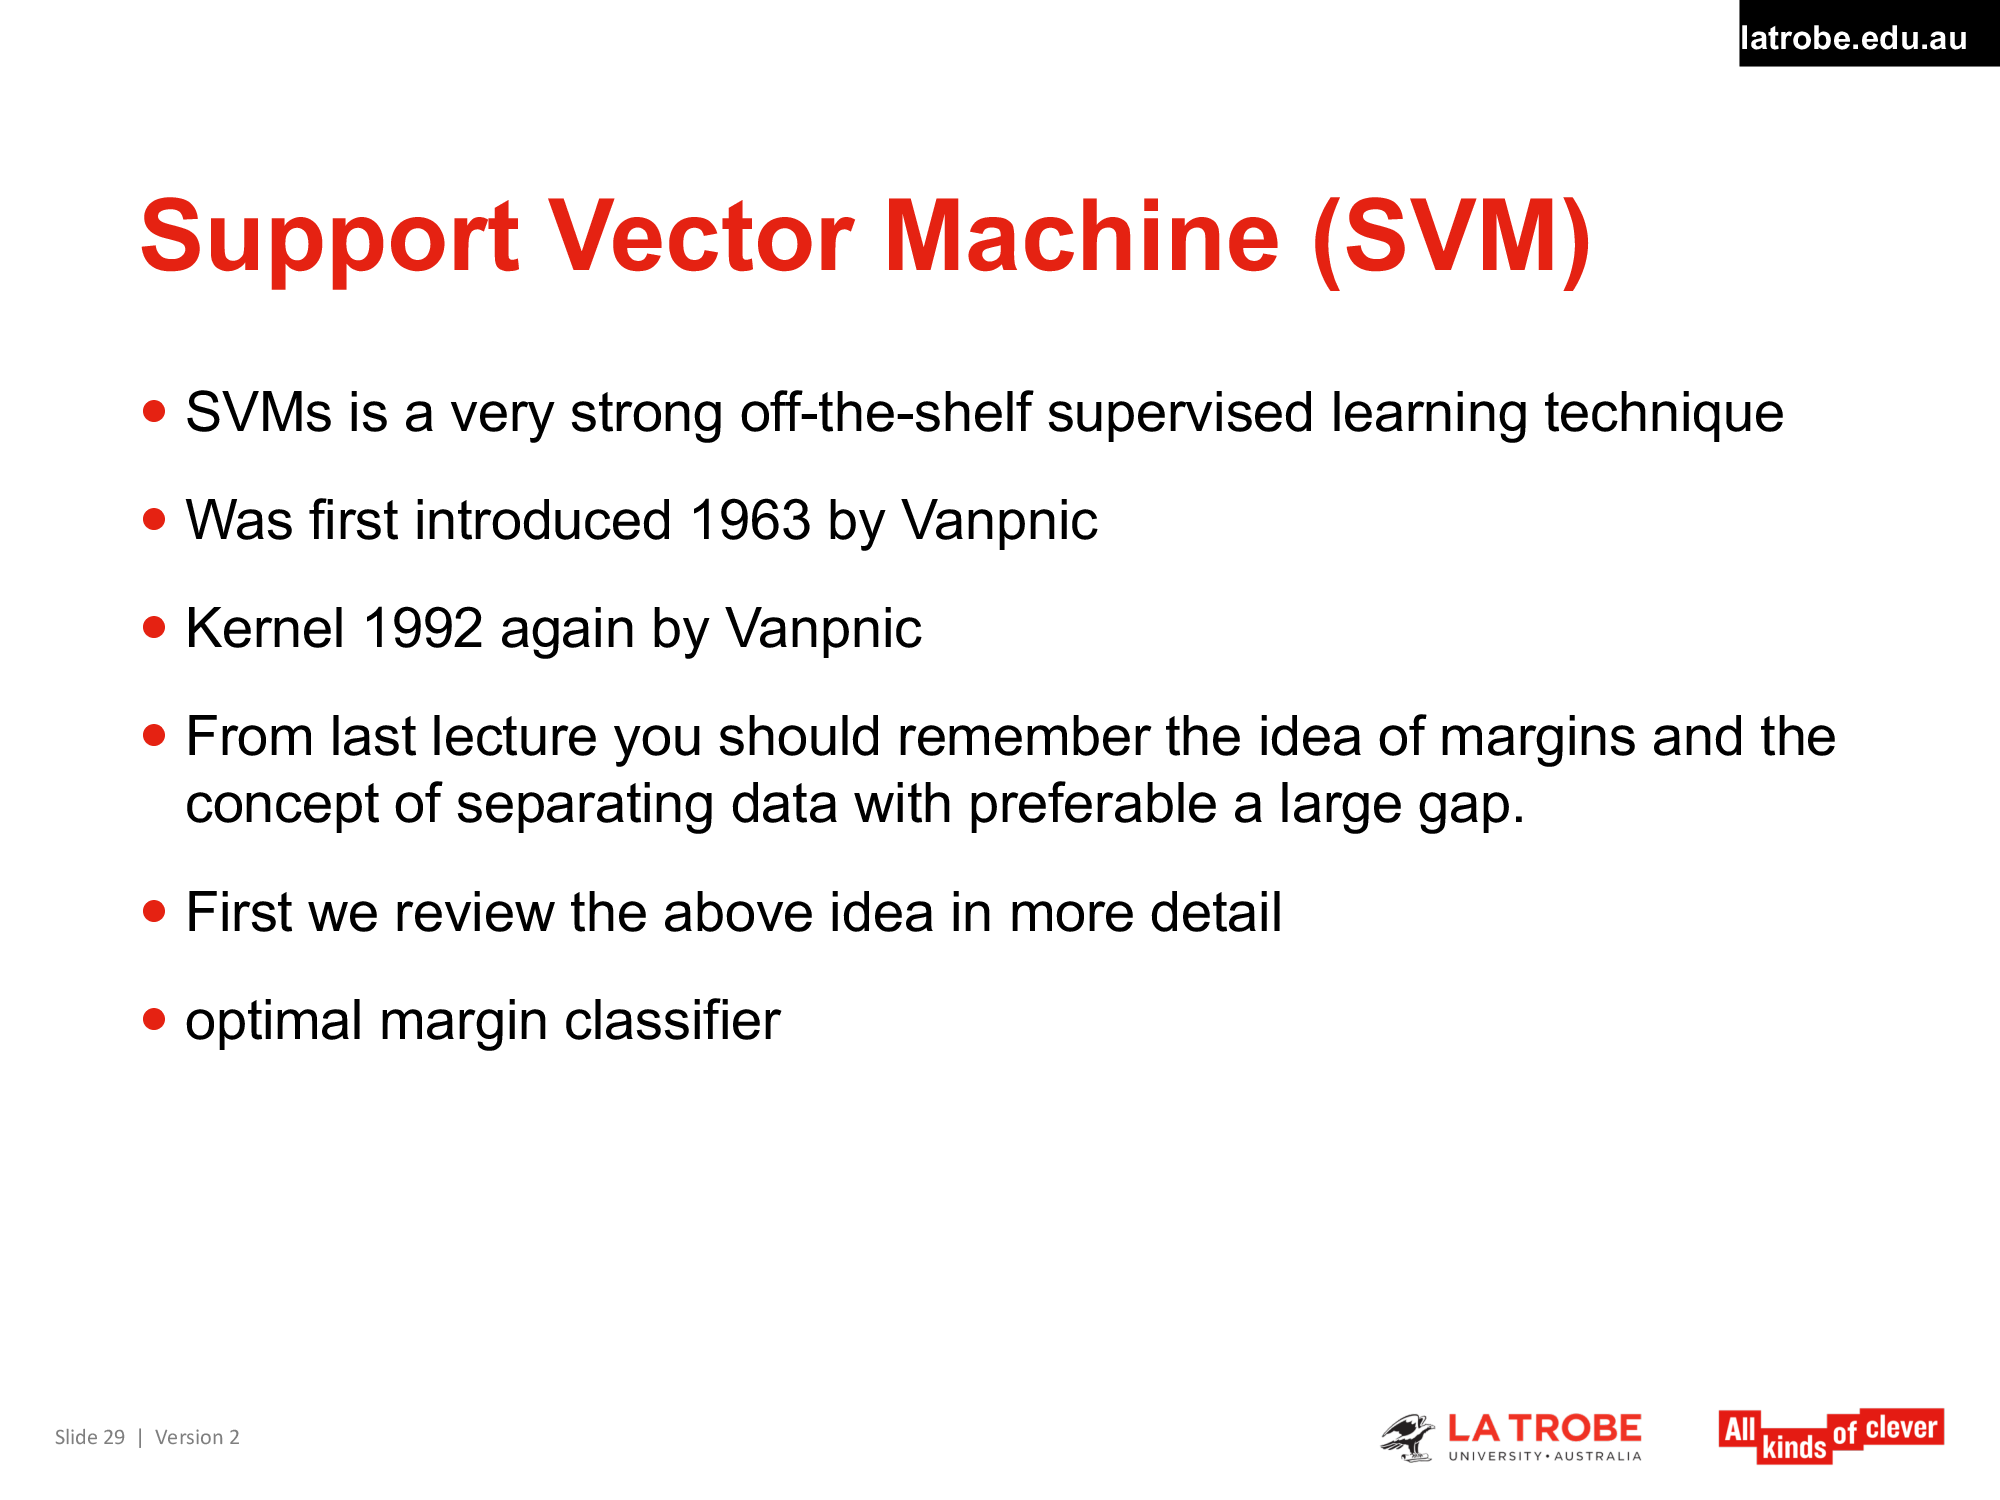 latrobe.edu.au
Support Vector Machine (SVM)
• SVMs is a very strong off-the-shelf supervised learning technique
• Was first introduced 1963 by Vanpnic
• Kernel 1992 again by Vanpnic
• From last lecture you should remember the idea of margins and the
concept of separating data with preferable a large gap.
• First we review the above idea in more detail
• optimal margin classifier
Slide 29 | Version 2
LA TROBE
UNIVERSITY • AUSTRALIA
All kinds of clever